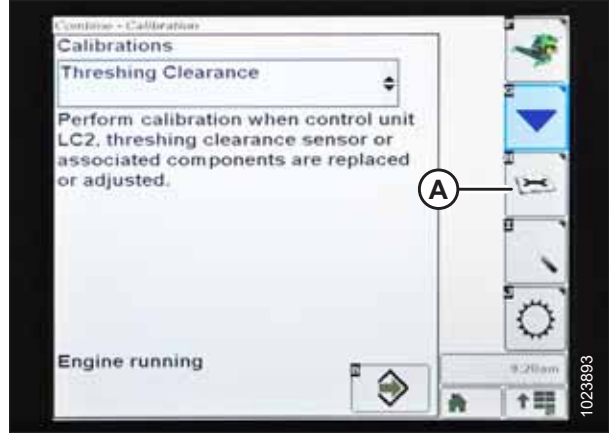 Combine - Calibration
Calibrations
Threshing Clearance
Perform calibration when control unit
LC2, threshing clearance sensor or
associated components are replaced
or adjusted.
A
Engine running
9:20am
1023893